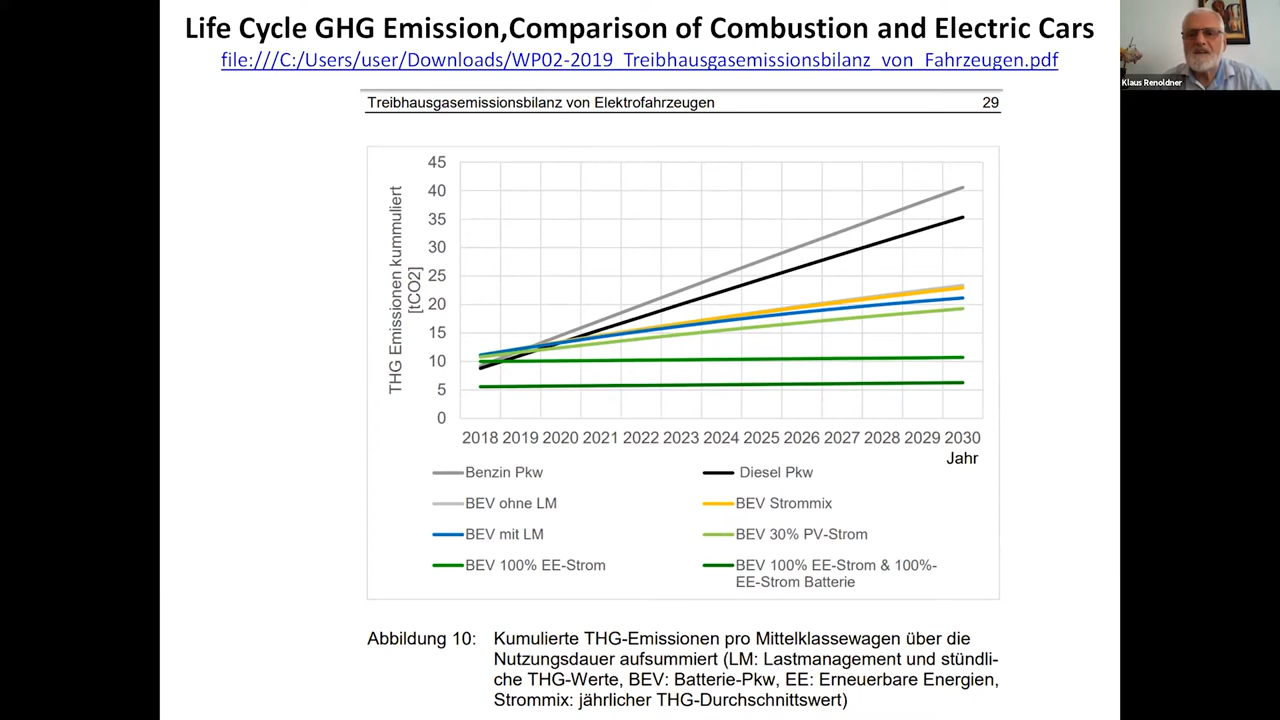 Life Cycle GHG Emission,Comparison of Combustion and Electric Cars
file:///C:/Users/user/Downloads/WP02-2019_Treibhausgasemissionsbilanz_von_Fahrzeugen.pdf
Klaus Renoldner
Treibhausgasemissionsbilanz von Elektrofahrzeugen 29
THG Emissionen kummuliert
[tCO2]
45
40
35
30
25
20
15
10
5
0
2018 2019 2020 2021 2022 2023 2024 2025 2026 2027 2028 2029 2030
Jahr
Benzin Pkw Diesel Pkw
BEV ohne LM BEV Strommix
BEV mit LM BEV 30% PV-Strom
BEV 100% EE-Strom BEV 100% EE-Strom & 100%-
EE-Strom Batterie
Abbildung 10: Kumulierte THG-Emissionen pro Mittelklassewagen über die
Nutzungsdauer aufsummiert (LM: Lastmanagement und stündli-
che THG-Werte, BEV: Batterie-Pkw, EE: Erneuerbare Energien,
Strommix: jährlicher THG-Durchschnittswert)